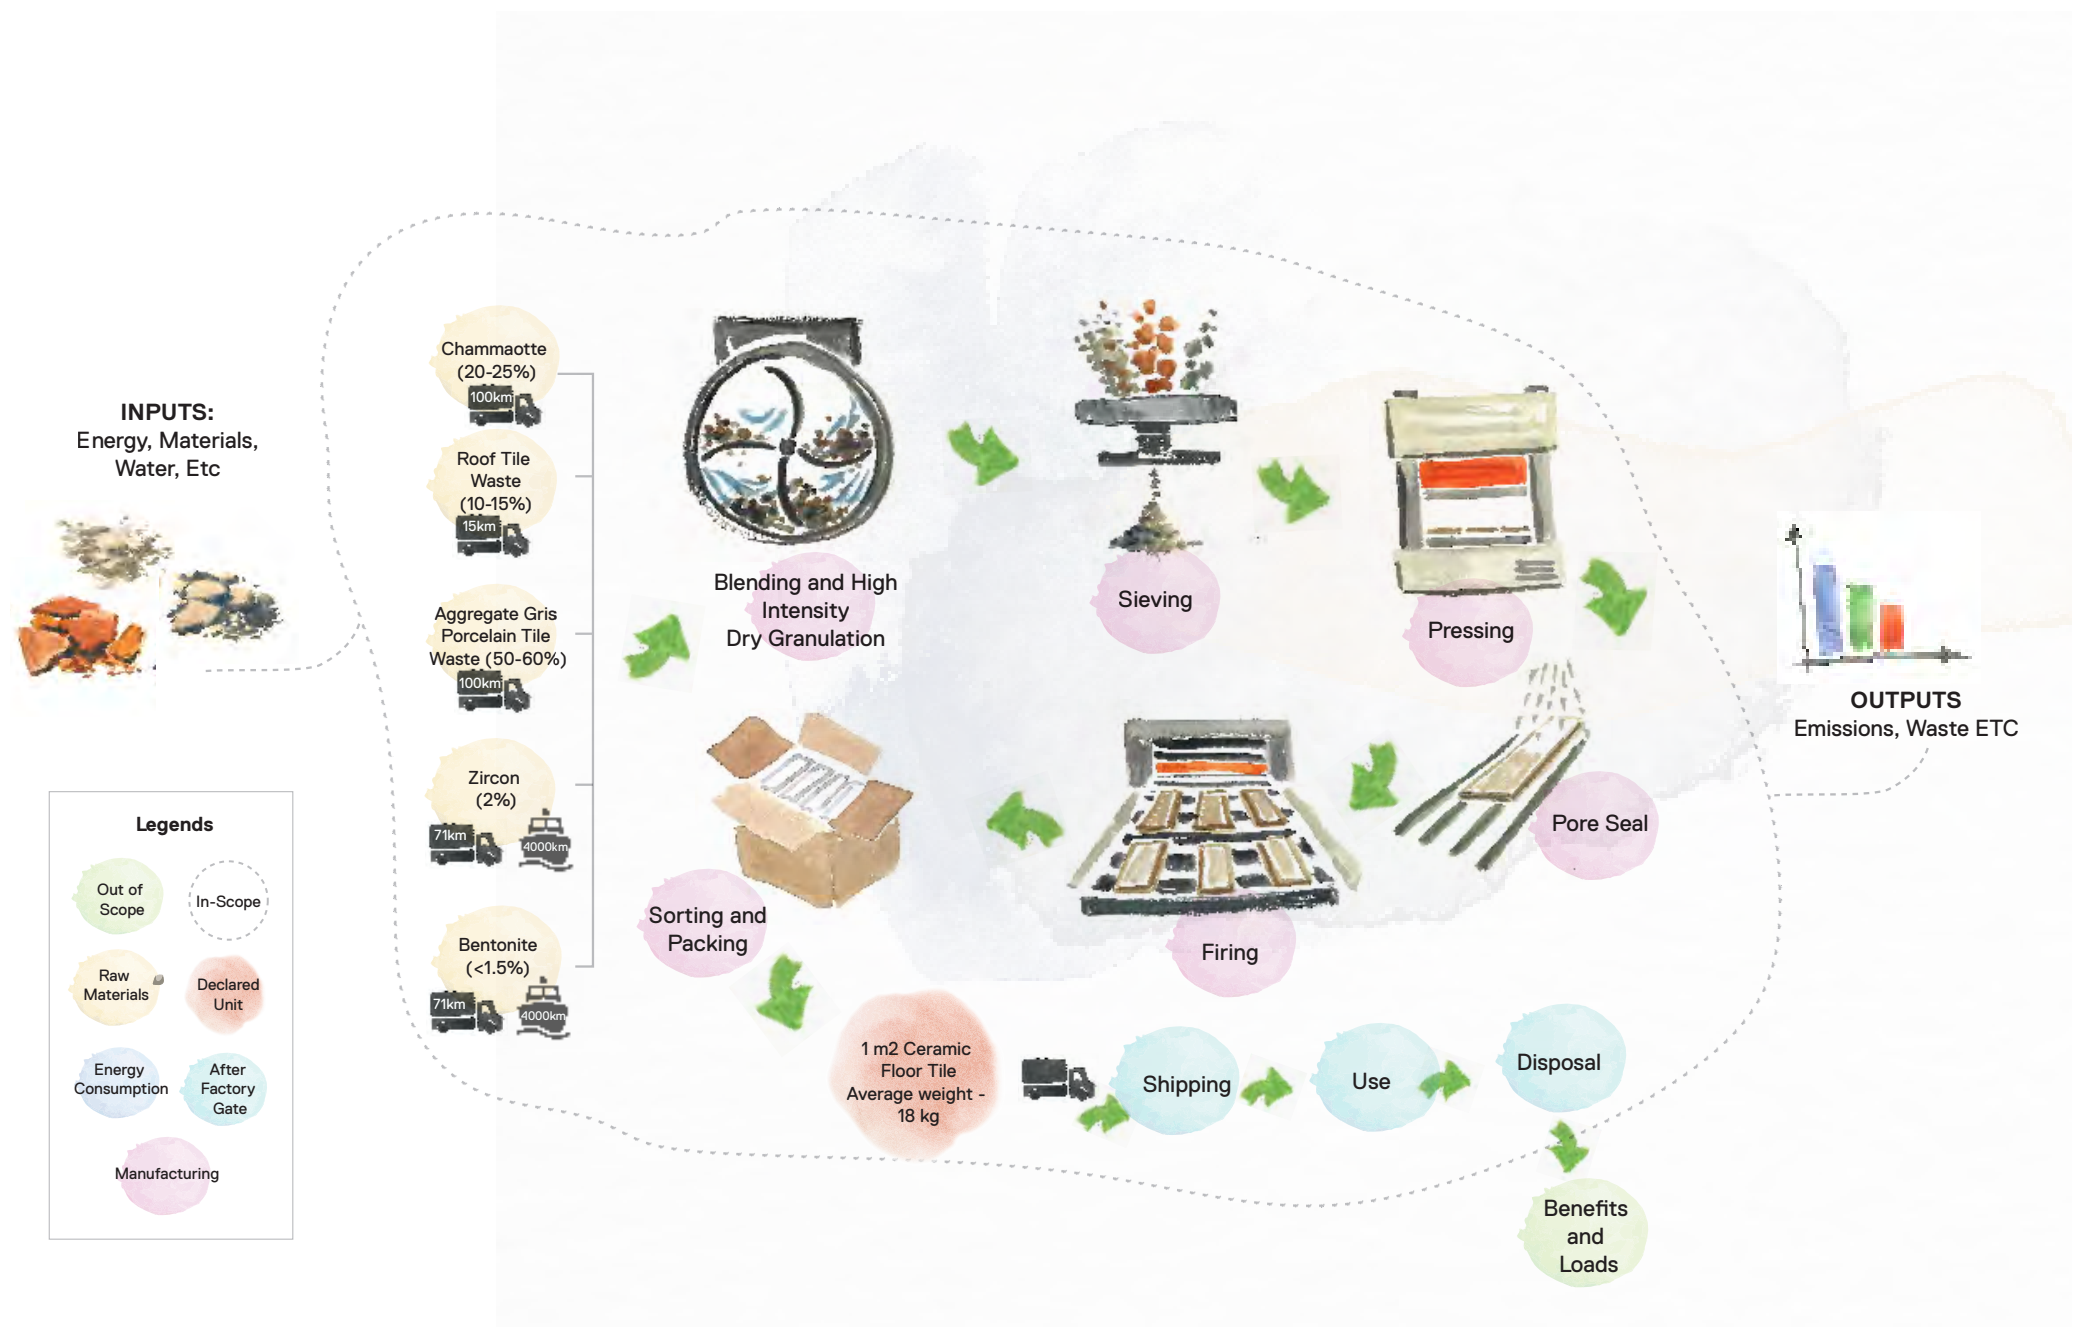 INPUTS:
Energy, Materials,
Water, Etc
Legends
Out of
Scope
In-Scope
Raw
Materials
Declared
Unit
Energy
Consumption
After
Factory
Gate
Manufacturing
Chammaotte
(20-25%)
100km
Roof Tile
Waste
(10-15%)
15km
Aggregate Gris
Porcelain Tile
Waste (50-60%)
100km
Zircon
(2%)
71km
4000km
Bentonite
(<1.5%)
71km
4000km
Blending and High
Intensity
Dry Granulation
Sieving
Pressing
Pore Seal
Firing
Sorting and
Packing
1 m2 Ceramic
Floor Tile
Average weight -
18 kg
Shipping
Use
Disposal
Benefits
and
Loads
OUTPUTS
Emissions, Waste ETC